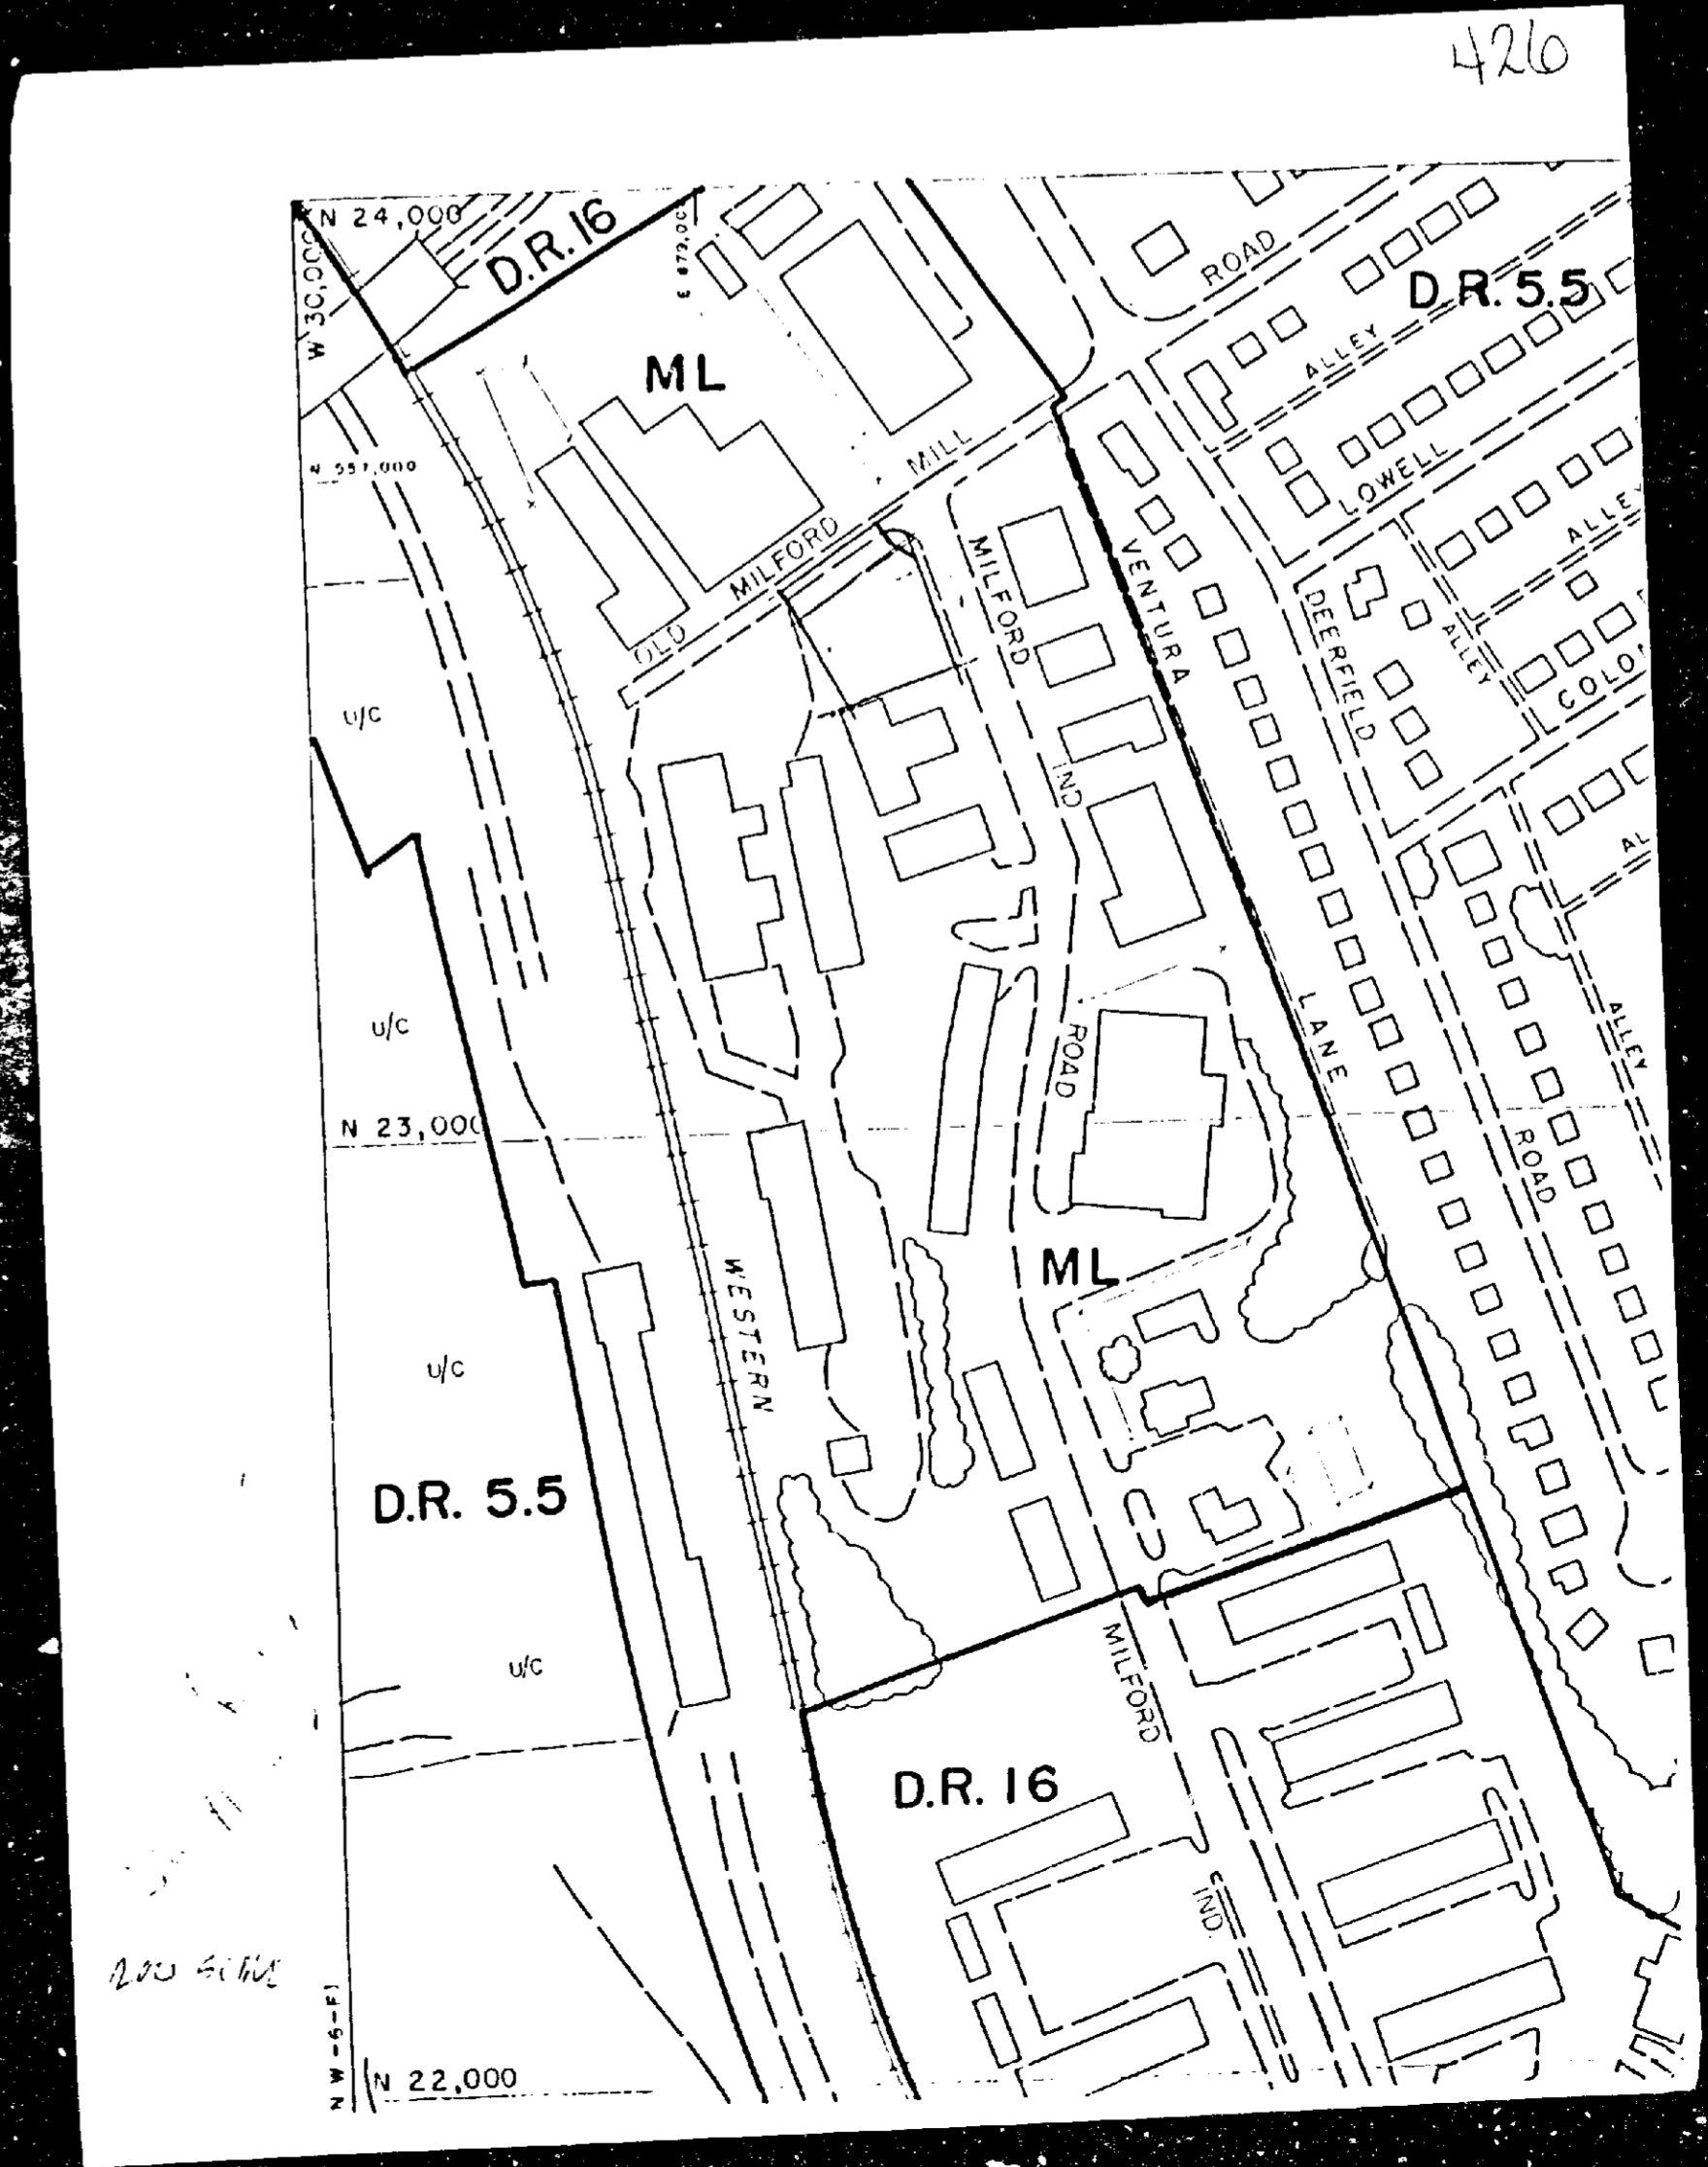 426
N 24,000
W 30,000
D.R. 16
ROAD
D.R. 5.5
ALLEY
ML
MILL
LOWELL
ALLEY
MILFORD
OLD
MILFORD
VENTURA
DEERFIELD
ALLEY
U/C
IND
ROAD
LANE
ALLEY
U/C
N 23,000
ROAD
ML
WESTERN
U/C
D.R. 5.5
U/C
MILFORD
D.R. 16
IND.
N 22,000